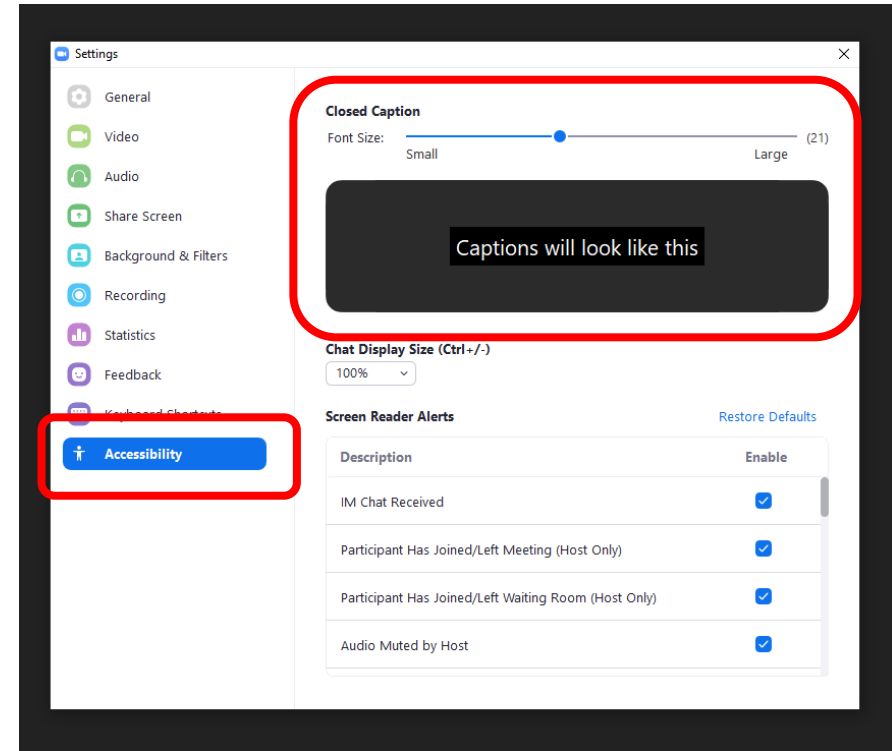 Settings
General
Video
Audio
Share Screen
Background & Filters
Recording
Statistics
Feedback
Keyboard Shortcuts
Accessibility
Closed Caption
Font Size: (21)
Small Large
Captions will look like this
Chat Display Size (Ctrl+/-)
100%
Screen Reader Alerts Restore Defaults
Description Enable
IM Chat Received
Participant Has Joined/Left Meeting (Host Only)
Participant Has Joined/Left Waiting Room (Host Only)
Audio Muted by Host